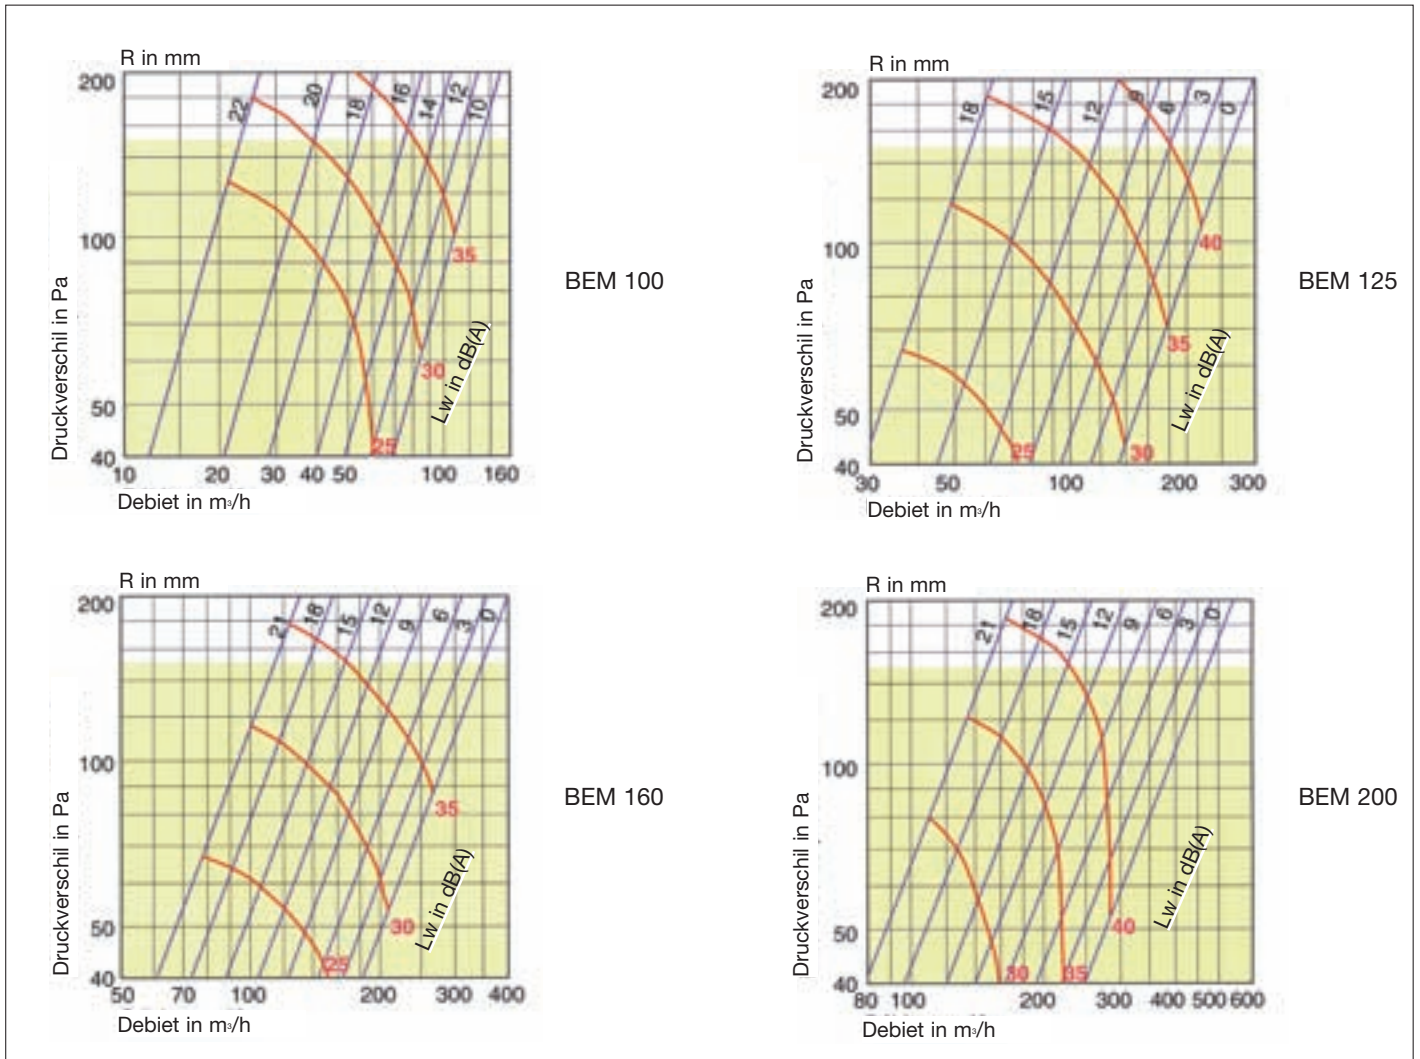 R in mm
200
100
50
40
22 20 18 16 14 12 10
35
30
25
Lw in dB(A)
Druckverschil in Pa
10 20 30 40 50 100 160
Debiet in m³/h
BEM 100
R in mm
200
100
50
40
18 15 12 9 6 3 0
40
35
30
25
Lw in dB(A)
Druckverschil in Pa
30 50 100 200 300
Debiet in m³/h
BEM 125
R in mm
200
100
50
40
21 18 15 12 9 6 3 0
35
30
25
Lw in dB(A)
Druckverschil in Pa
50 70 100 200 300 400
Debiet in m³/h
BEM 160
R in mm
200
100
50
40
21 18 15 12 9 6 3 0
40
35
30
Lw in dB(A)
Druckverschil in Pa
80 100 200 300 400 500 600
Debiet in m³/h
BEM 200